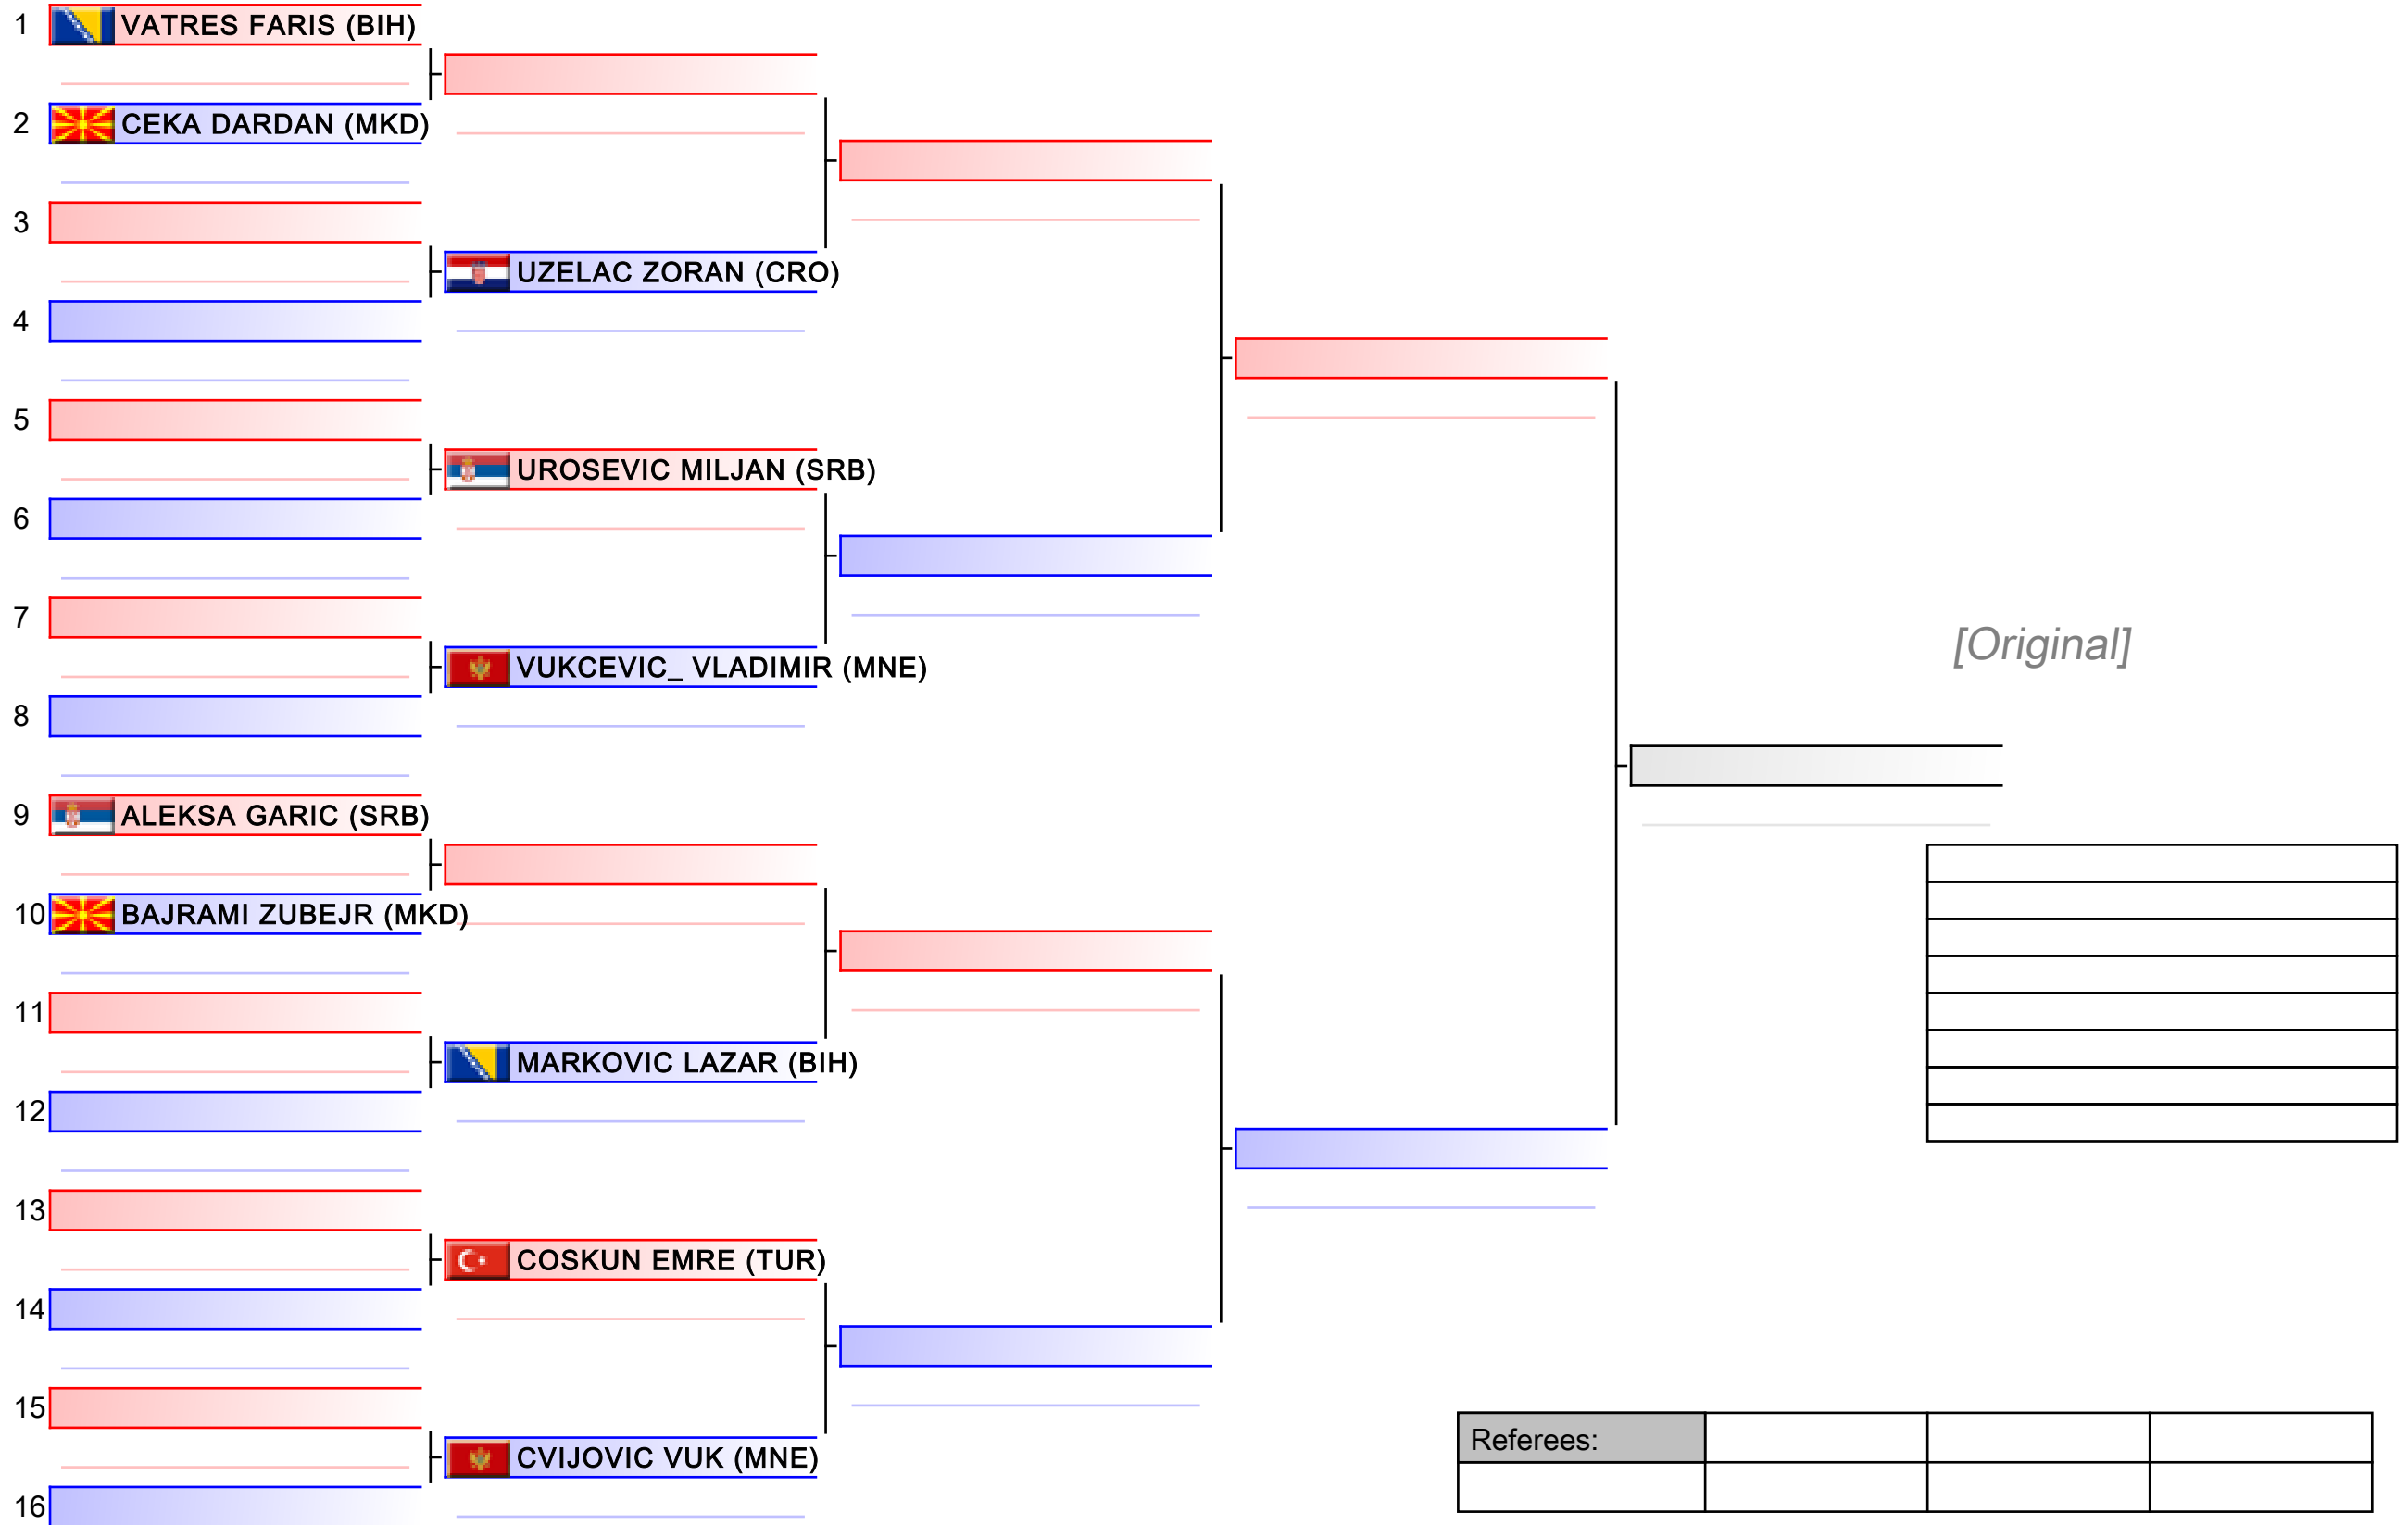 1 VATRES FARIS (BIH)
2 CEKA DARDAN (MKD)
3
UZELAC ZORAN (CRO)
4
5
UROSEVIC MILJAN (SRB)
6
7
[Original]
VUKCEVIC_ VLADIMIR (MNE)
8
9 ALEKSA GARIC (SRB)
10 BAJRAMI ZUBEJR (MKD)
11
MARKOVIC LAZAR (BIH)
12
13
COSKUN EMRE (TUR)
14
15
Referees:
CVIJOVIC VUK (MNE)
16